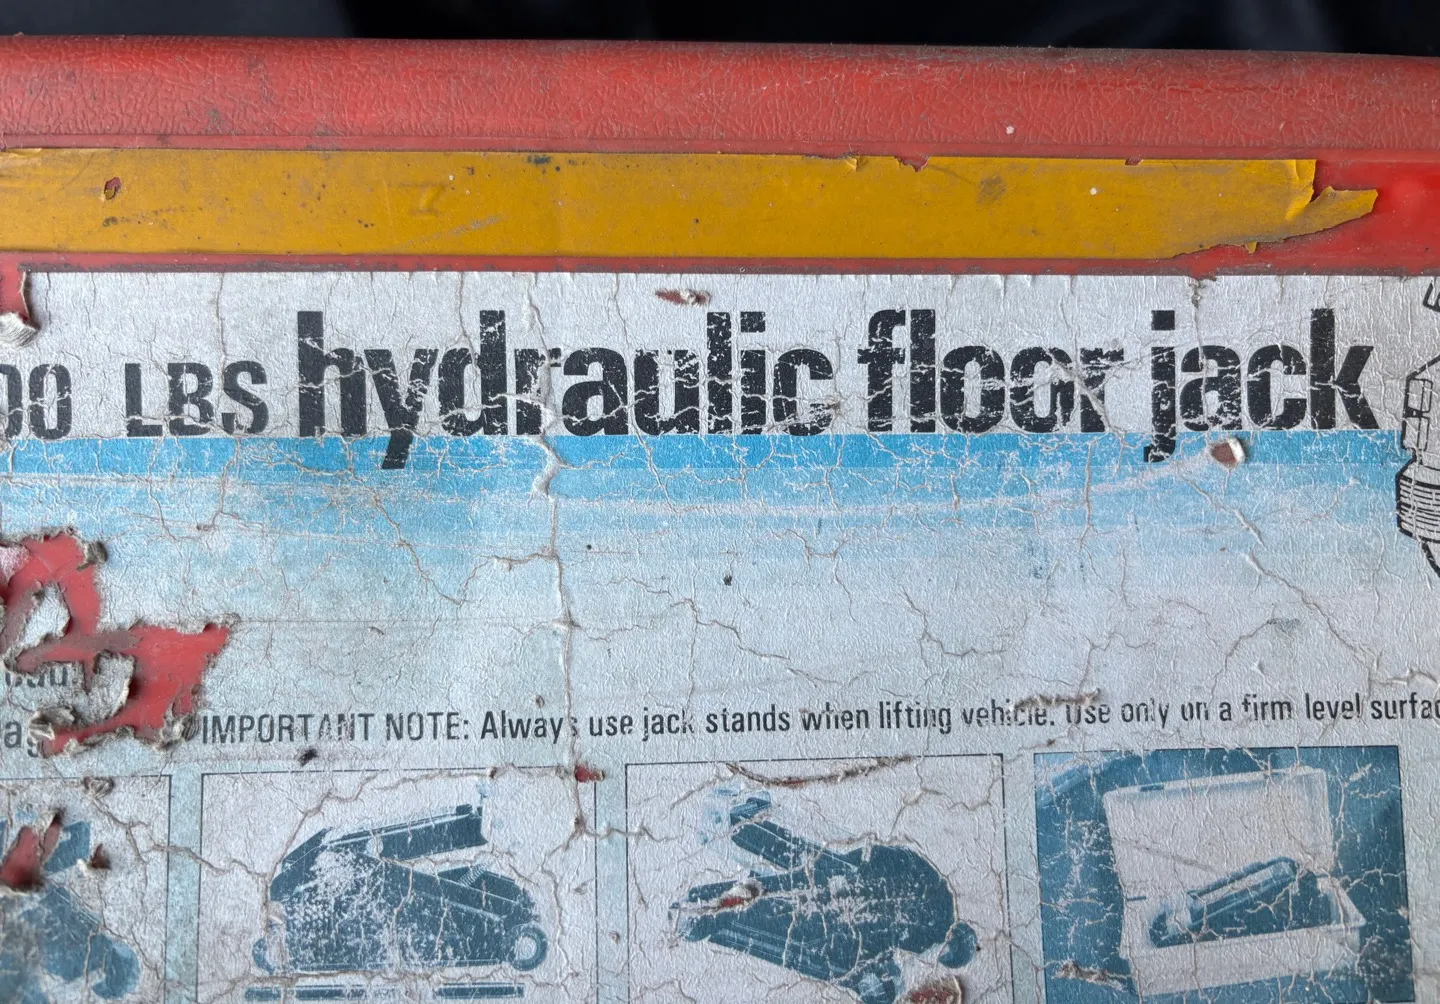 00 LBS hydraulic floor jack
IMPORTANT NOTE: Always use jack stands when lifting vehicle. Use only on a firm level surfac